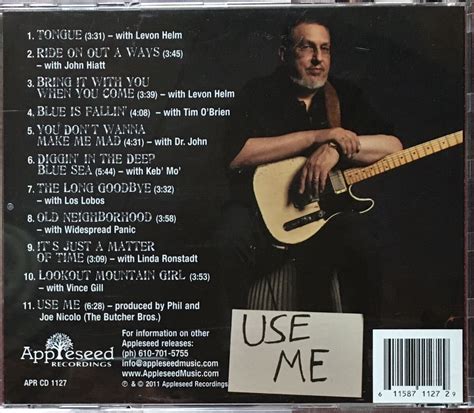 1. TONGUE (3:31) – with Levon Helm
2. RIDE ON OUT A WAYS (3:45)
– with John Hiatt
3. BRING IT WITH YOU
WHEN YOU COME (3:39) – with Levon Helm
4. BLUE IS FALLIN' (4:08) – with Tim O'Brien
5. YOU DON'T WANNA
MAKE ME MAD (4:31) – with Dr. John
6. DIGGIN' IN THE DEEP
BLUE SEA (5:44) – with Keb' Mo'
7. THE LONG GOODBYE (3:32)
– with Los Lobos
8. OLD NEIGHBORHOOD (3:58)
– with Widespread Panic
9. IT'S JUST A MATTER
OF TIME (3:09) – with Linda Ronstadt
10. LOOKOUT MOUNTAIN GIRL (3:53)
– with Vince Gill
11. USE ME (6:28) – produced by Phil and
Joe Nicolo (The Butcher Bros.)
Appleseed
RECORDINGS
APR CD 1127
For information on other
Appleseed releases:
(ph) 610-701-5755
info@appleseedmusic.com
www.AppleseedMusic.com
℗ & © 2011 Appleseed Recordings
USE
ME
6 11587 11272 9